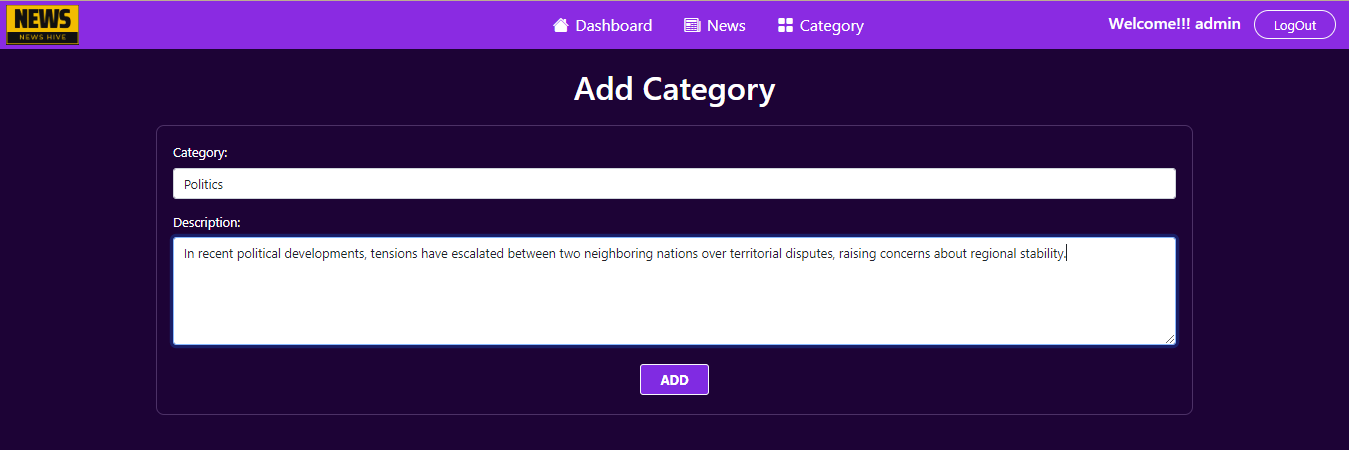 NEWS
NEWS HIVE
Dashboard News Category Welcome!!! admin LogOut
Add Category
Category:
Politics
Description:
In recent political developments, tensions have escalated between two neighboring nations over territorial disputes, raising concerns about regional stability.
ADD